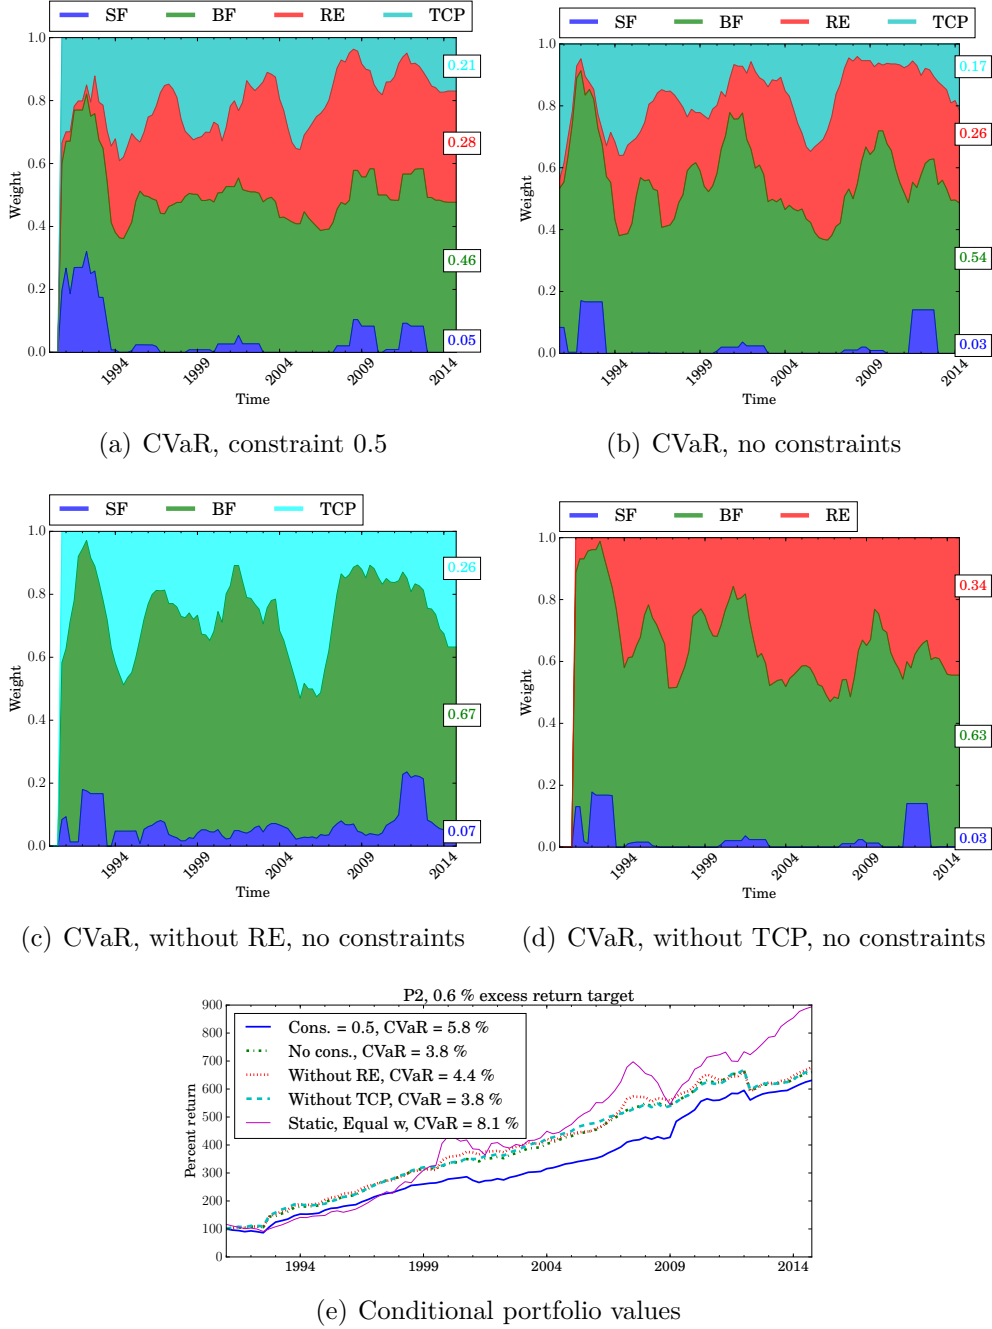 SF BF RE TCP
1.0
0.8
0.6
0.4
0.2
0.0
Weight
0.21
0.28
0.46
0.05
1994 1999 2004 2009 2014
Time
(a) CVaR, constraint 0.5
SF BF RE TCP
1.0
0.8
0.6
0.4
0.2
0.0
Weight
0.17
0.26
0.54
0.03
1994 1999 2004 2009 2014
Time
(b) CVaR, no constraints
SF BF TCP
1.0
0.8
0.6
0.4
0.2
0.0
Weight
0.26
0.67
0.07
1994 1999 2004 2009 2014
Time
(c) CVaR, without RE, no constraints
SF BF RE
1.0
0.8
0.6
0.4
0.2
0.0
Weight
0.34
0.63
0.03
1994 1999 2004 2009 2014
Time
(d) CVaR, without TCP, no constraints
P2, 0.6 % excess return target
900
800
700
600
500
400
300
200
100
0
Percent return
Cons. = 0.5, CVaR = 5.8 %
No cons., CVaR = 3.8 %
Without RE, CVaR = 4.4 %
Without TCP, CVaR = 3.8 %
Static, Equal w, CVaR = 8.1 %
1994 1999 2004 2009 2014
(e) Conditional portfolio values